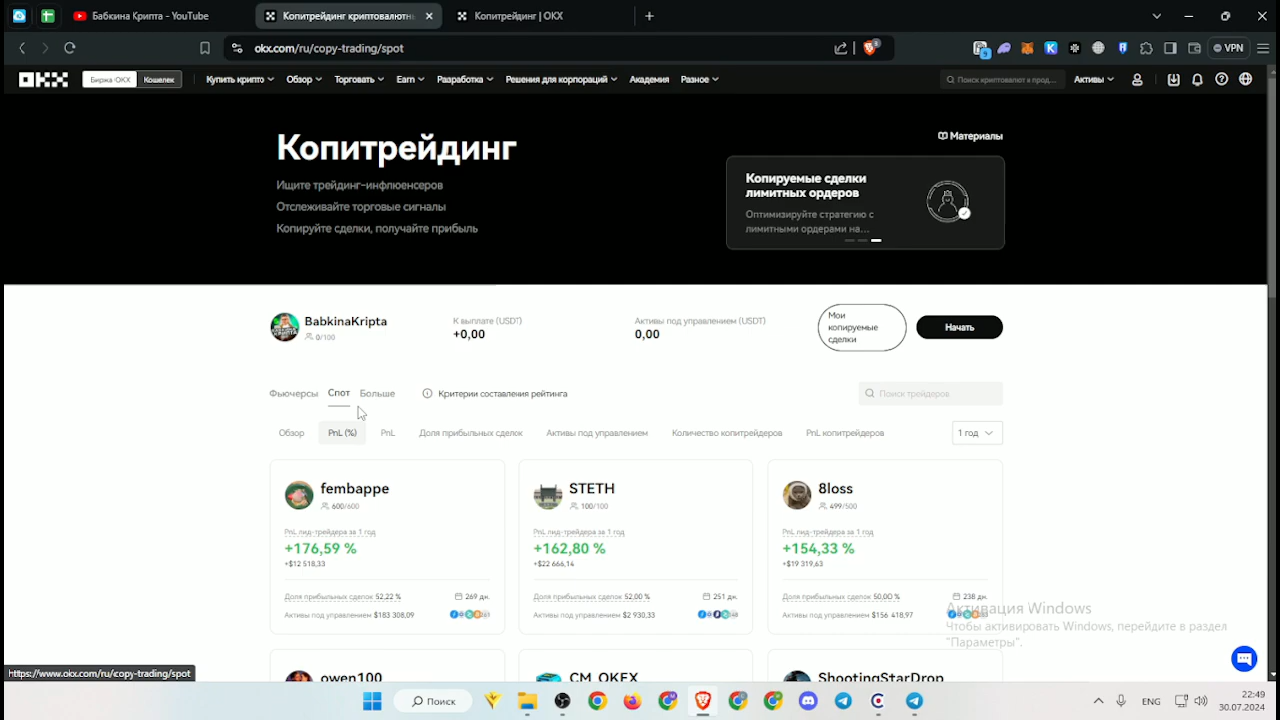 Бабкина Крипта - YouTube
Копитрейдинг криптовалютн
Копитрейдинг | OKX
okx.com/ru/copy-trading/spot
VPN
OKX
Биржа OKX
Кошелек
Купить крипто
Обзор
Торговать
Earn
Разработка
Решения для корпораций
Академия
Разное
Поиск криптовалют и прод...
Активы
Копитрейдинг
Материалы
Ищите трейдинг-инфлюенсеров
Отслеживайте торговые сигналы
Копируйте сделки, получайте прибыль
Копируемые сделки
лимитных ордеров
Оптимизируйте стратегию с
лимитными ордерами на...
BabkinaKripta
0/100
К выплате (USDT)
+0,00
Активы под управлением (USDT)
0,00
Мои
копируемые
сделки
Начать
Фьючерсы
Спот
Больше
Критерии составления рейтинга
Поиск трейдеров
Обзор
PnL (%)
PnL
Доля прибыльных сделок
Активы под управлением
Количество копитрейдеров
PnL копитрейдеров
1 год
fembappe
600/600
PnL лид-трейдера за 1 год
+176,59 %
+$12 518,33
Доля прибыльных сделок 52,22 %
269 дн.
Активы под управлением $183 308,09
STETH
100/100
PnL лид-трейдера за 1 год
+162,80 %
+$22 666,14
Доля прибыльных сделок 52,00 %
251 дн.
Активы под управлением $2 930,33
8loss
499/500
PnL лид-трейдера за 1 год
+154,33 %
+$19 319,63
Доля прибыльных сделок 50,00 %
238 дн.
Активы под управлением $156 418,97
Активация Windows
Чтобы активировать Windows, перейдите в раздел
"Параметры".
owen100
CM_OKEX
ShootingStarDrop
https://www.okx.com/ru/copy-trading/spot
Поиск
ENG
22:49
30.07.2024